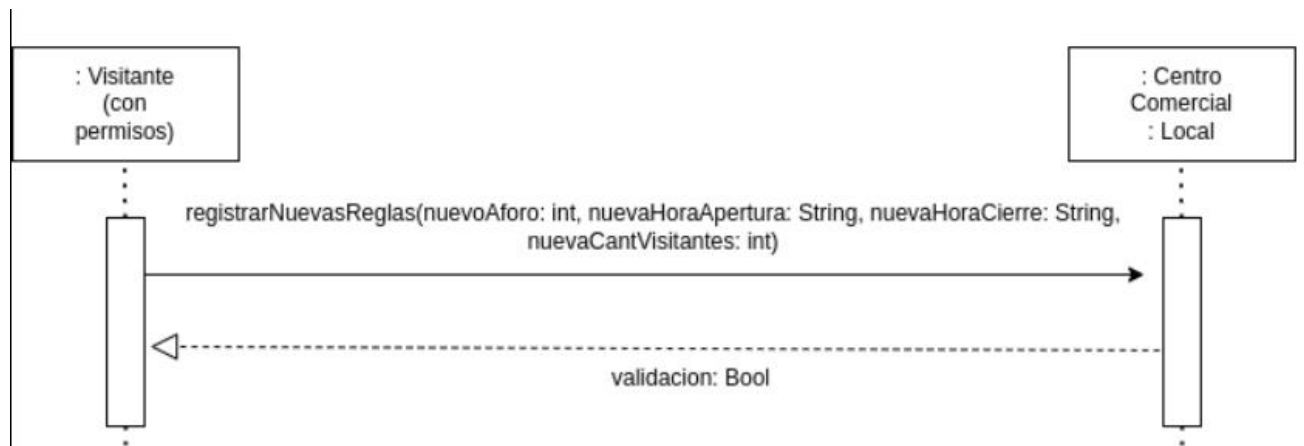 : Visitante
(con
permisos)
: Centro
Comercial
: Local
registrarNuevasReglas(nuevoAforo: int, nuevaHoraApertura: String, nuevaHoraCierre: String,
nuevaCantVisitantes: int)
validacion: Bool